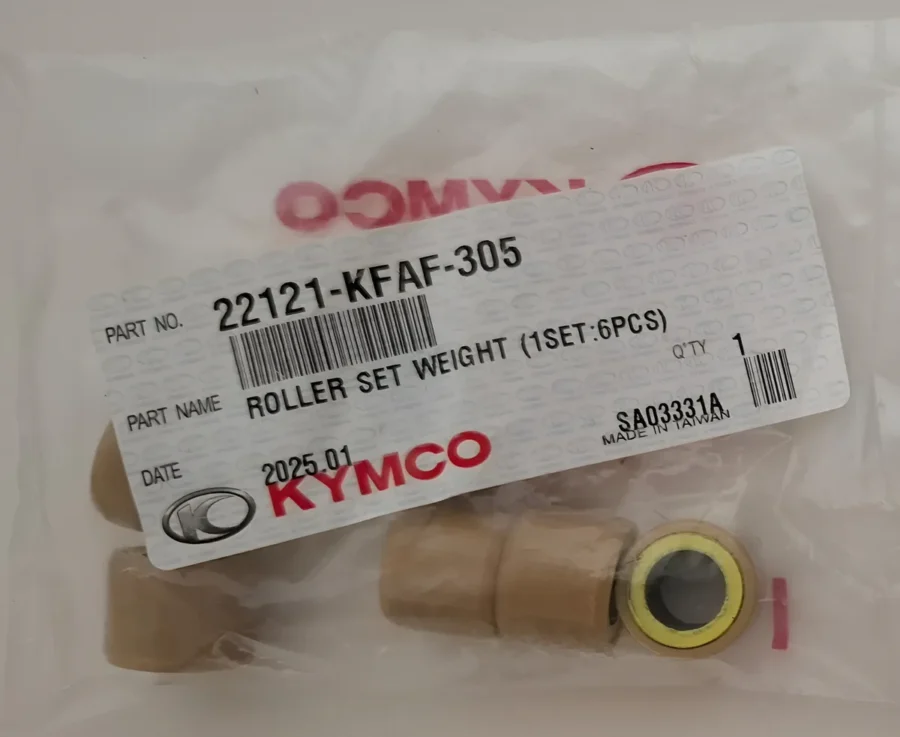 KYMCO
PART NO. 22121-KFAF-305
PART NAME ROLLER SET WEIGHT (1SET:6PCS)
Q'TY 1
SA03331A
MADE IN TAIWAN
DATE 2025.01
KYMCO